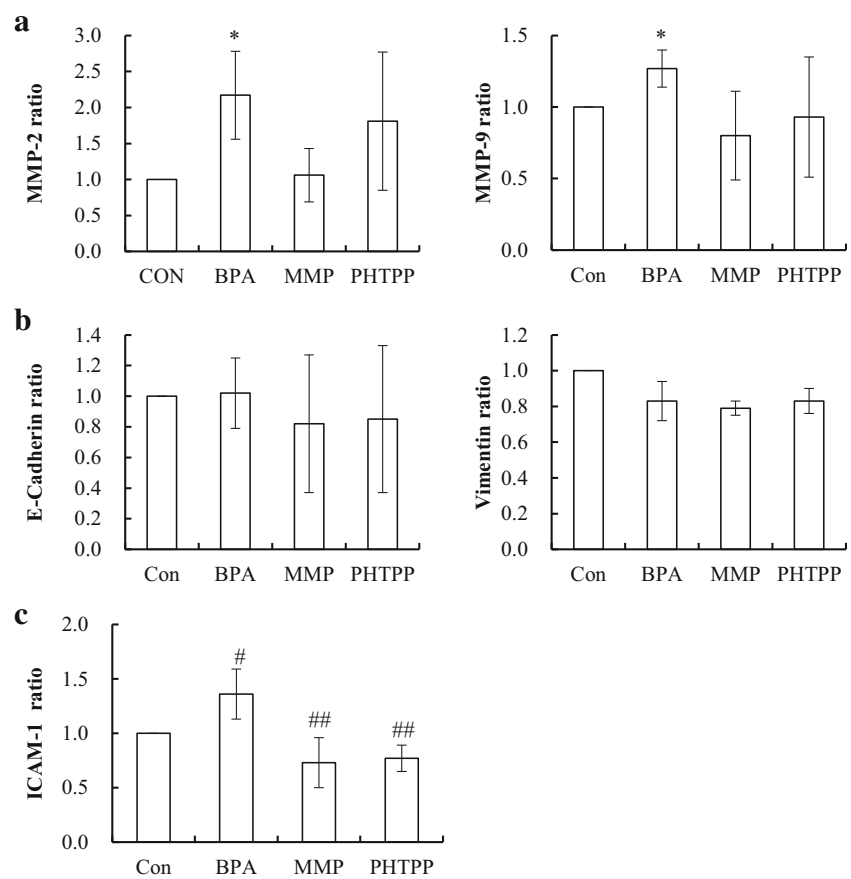 a
MMP-2 ratio
3.0
2.5
2.0
1.5
1.0
0.5
0.0
*
CON BPA MMP PHTPP
MMP-9 ratio
1.5
1.0
0.5
0.0
*
Con BPA MMP PHTPP
b
E-Cadherin ratio
1.4
1.2
1.0
0.8
0.6
0.4
0.2
0.0
Con BPA MMP PHTPP
Vimentin ratio
1.2
1.0
0.8
0.6
0.4
0.2
0.0
Con BPA MMP PHTPP
c
ICAM-1 ratio
2.0
1.5
1.0
0.5
0.0
#
##
##
Con BPA MMP PHTPP